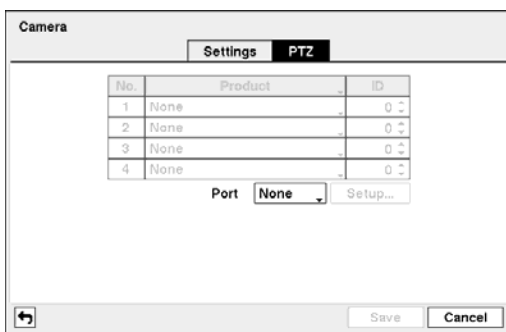 Camera
Settings PTZ
No. Product ID
1 None 0
2 None 0
3 None 0
4 None 0
Port None Setup...
Save Cancel